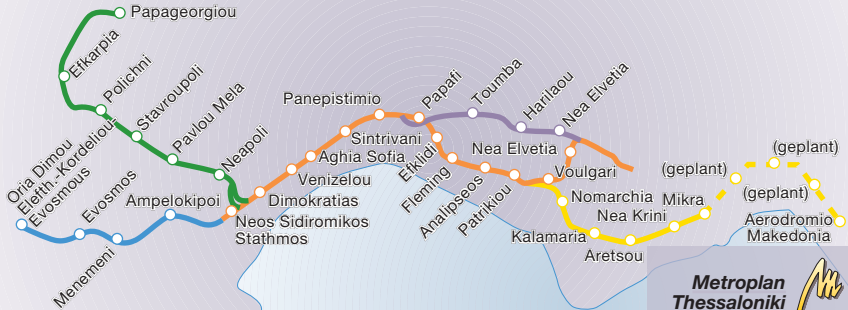 Papageorgiou
Efkarpia
Polichni
Stavroupoli
Pavlou Mela
Neapoli
Oria Dimou
Elefth.-Kordeliou-
Evosmous
Evosmos
Menemeni
Ampelokipoi
Neos Sidiromikos
Stathmos
Dimokratias
Venizelou
Aghia Sofia
Sintrivani
Panepistimio
Papafi
Toumba
Harilaou
Nea Elvetia
Efklidi
Fleming
Analipseos
Patrikiou
Nea Elvetia
Voulgari
Nomarchia
Kalamaria
Aretsou
Nea Krini
Mikra
(geplant)
(geplant)
(geplant)
Aerodromio
Makedonia
Metroplan
Thessaloniki